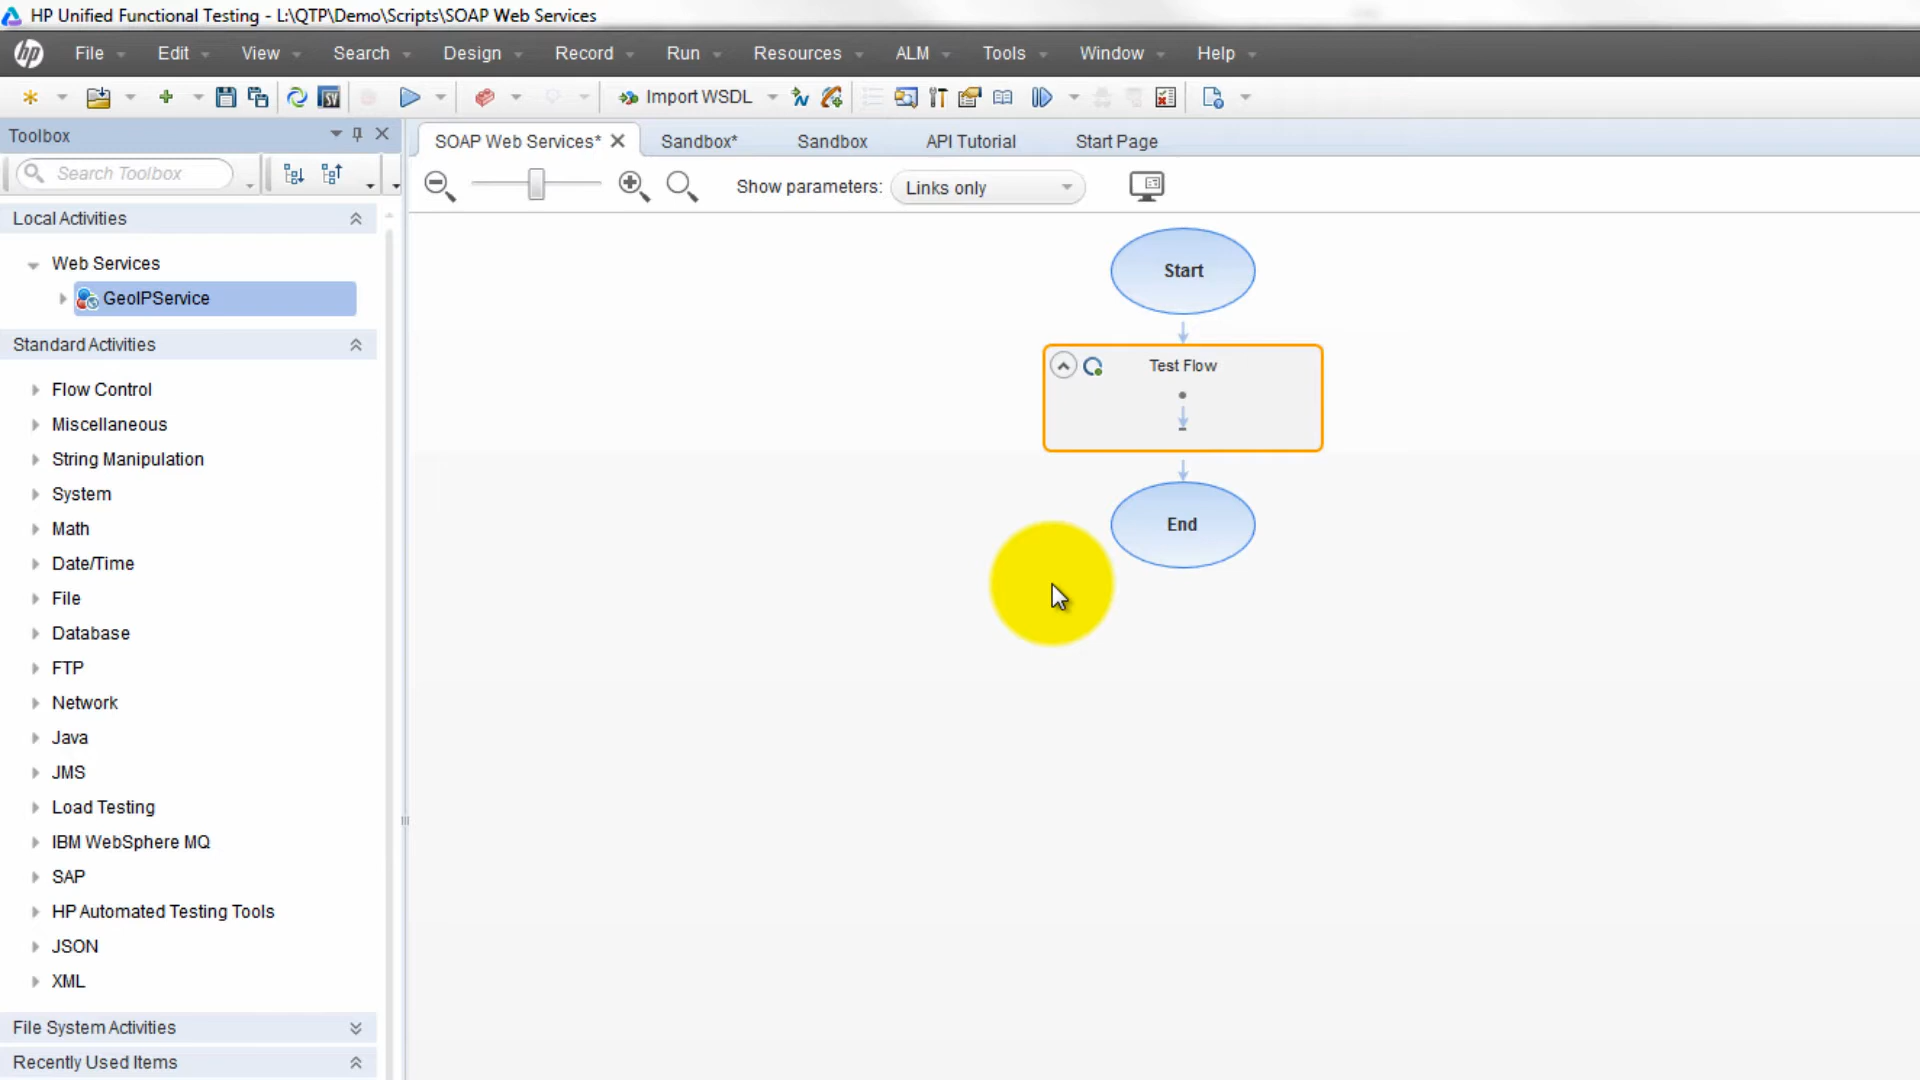 HP Unified Functional Testing - L:\QTP\Demo\Scripts\SOAP Web Services
hp File Edit View Search Design Record Run Resources ALM Tools Window Help
SV Import WSDL
Toolbox
SOAP Web Services* Sandbox* Sandbox API Tutorial Start Page
Search Toolbox
Show parameters: Links only
Local Activities
Web Services
GeoIPService
Standard Activities
Flow Control
Miscellaneous
String Manipulation
System
Math
Date/Time
File
Database
FTP
Network
Java
JMS
Load Testing
IBM WebSphere MQ
SAP
HP Automated Testing Tools
JSON
XML
File System Activities
Recently Used Items
Start
Test Flow
End